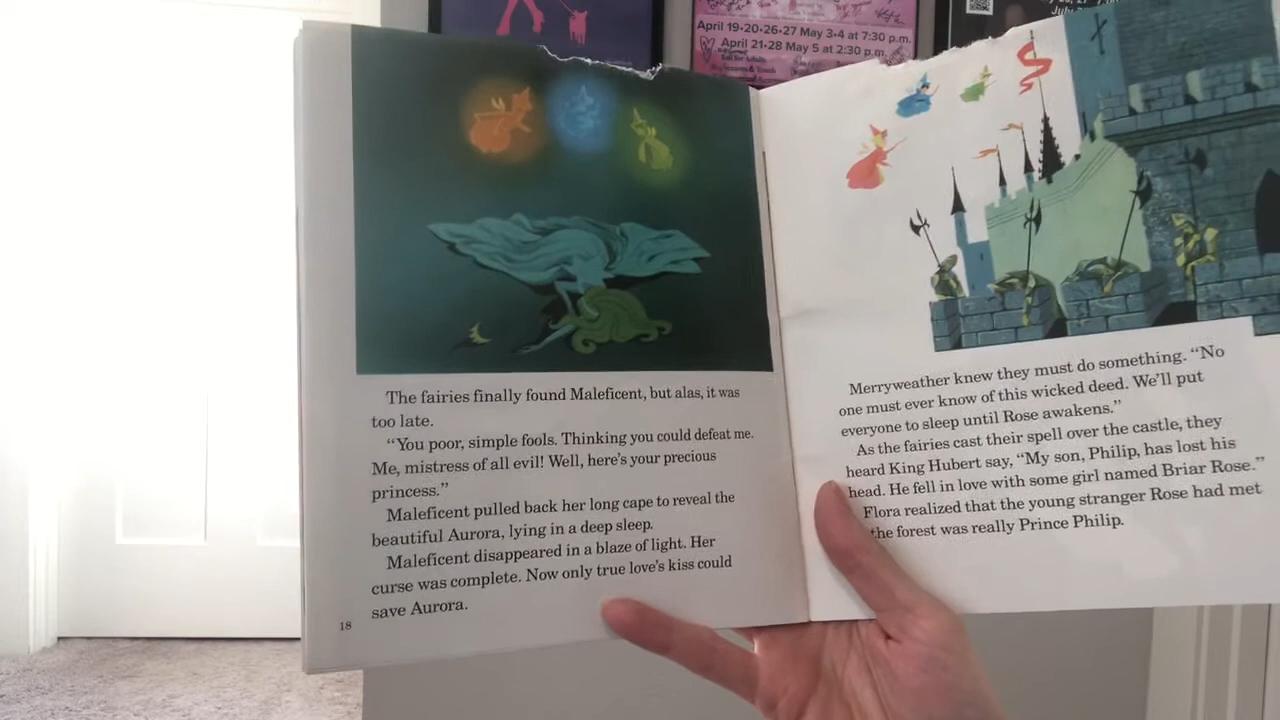 April 19•20•26•27 May 3•4 at 7:30 p.m.
April 21•28 May 5 at 2:30 p.m.
The fairies finally found Maleficent, but alas, it was
too late.
“You poor, simple fools. Thinking you could defeat me.
Me, mistress of all evil! Well, here’s your precious
princess.”
Maleficent pulled back her long cape to reveal the
beautiful Aurora, lying in a deep sleep.
Maleficent disappeared in a blaze of light. Her
curse was complete. Now only true love’s kiss could
save Aurora.
18
Merryweather knew they must do something. “No
one must ever know of this wicked deed. We’ll put
everyone to sleep until Rose awakens.”
As the fairies cast their spell over the castle, they
heard King Hubert say, “My son, Philip, has lost his
head. He fell in love with some girl named Briar Rose.”
Flora realized that the young stranger Rose had met
the forest was really Prince Philip.